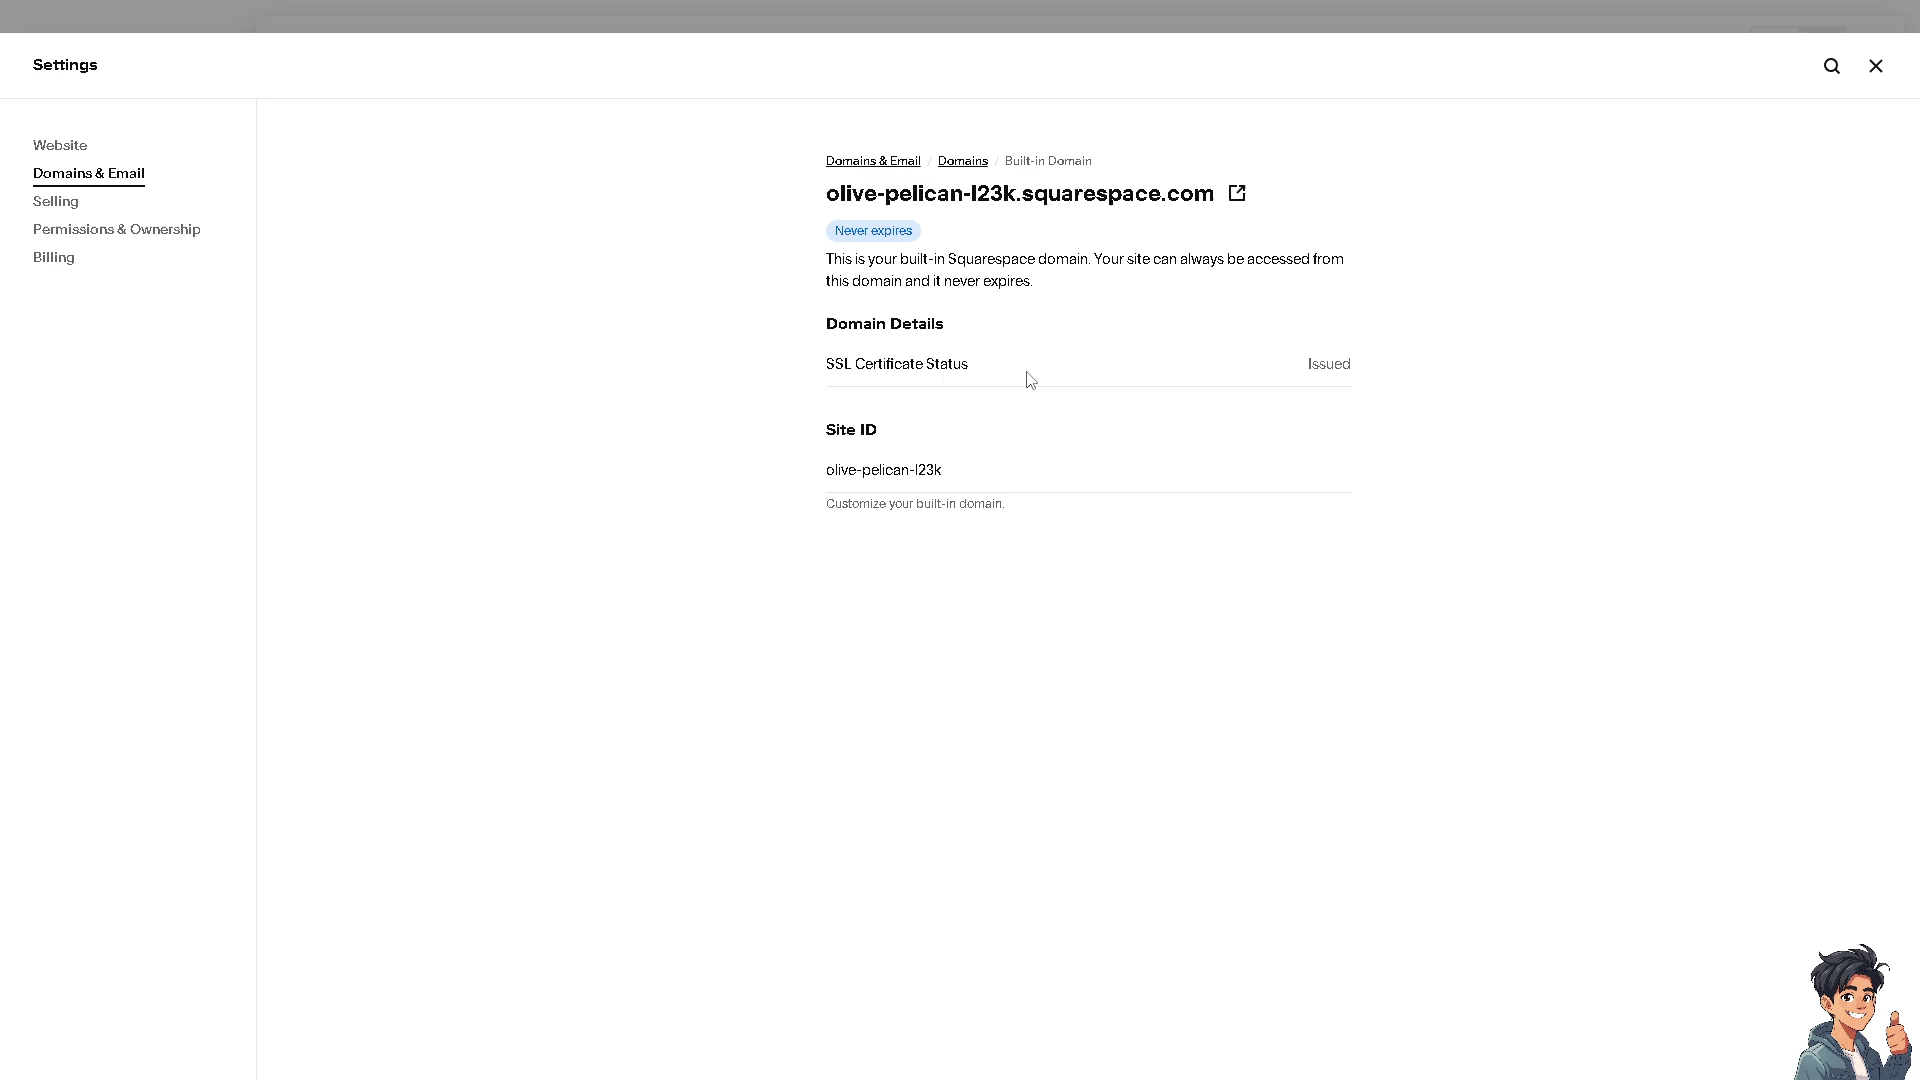 Settings
Website
Domains & Email
Selling
Permissions & Ownership
Billing
Domains & Email / Domains / Built-in Domain
olive-pelican-l23k.squarespace.com
Never expires
This is your built-in Squarespace domain. Your site can always be accessed from
this domain and it never expires.
Domain Details
SSL Certificate Status Issued
Site ID
olive-pelican-l23k
Customize your built-in domain.